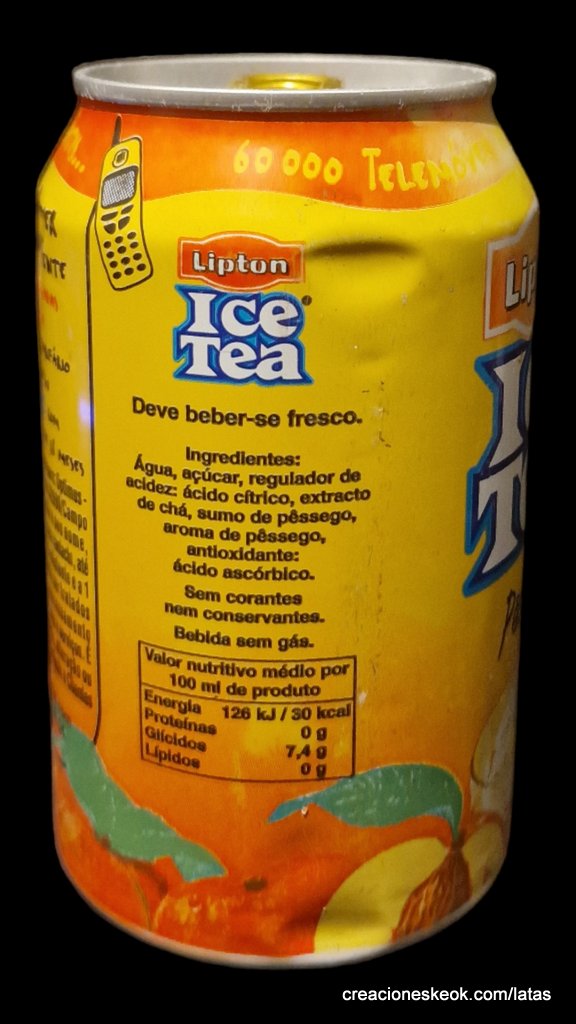 60 000 TELEMÓV
Lipton
Ice
Tea
Deve beber-se fresco.
Ingredientes:
Água, açúcar, regulador de
acidez: ácido cítrico, extracto
de chá, sumo de pêssego,
aroma de pêssego,
antioxidante:
ácido ascórbico.
Sem corantes
nem conservantes.
Bebida sem gás.
Valor nutritivo médio por
100 ml de produto
Energia 126 kJ / 30 kcal
Proteínas 0 g
Glícidos 7,4 g
Lípidos 0 g
Lip
I
T
creacioneskeok.com/latas